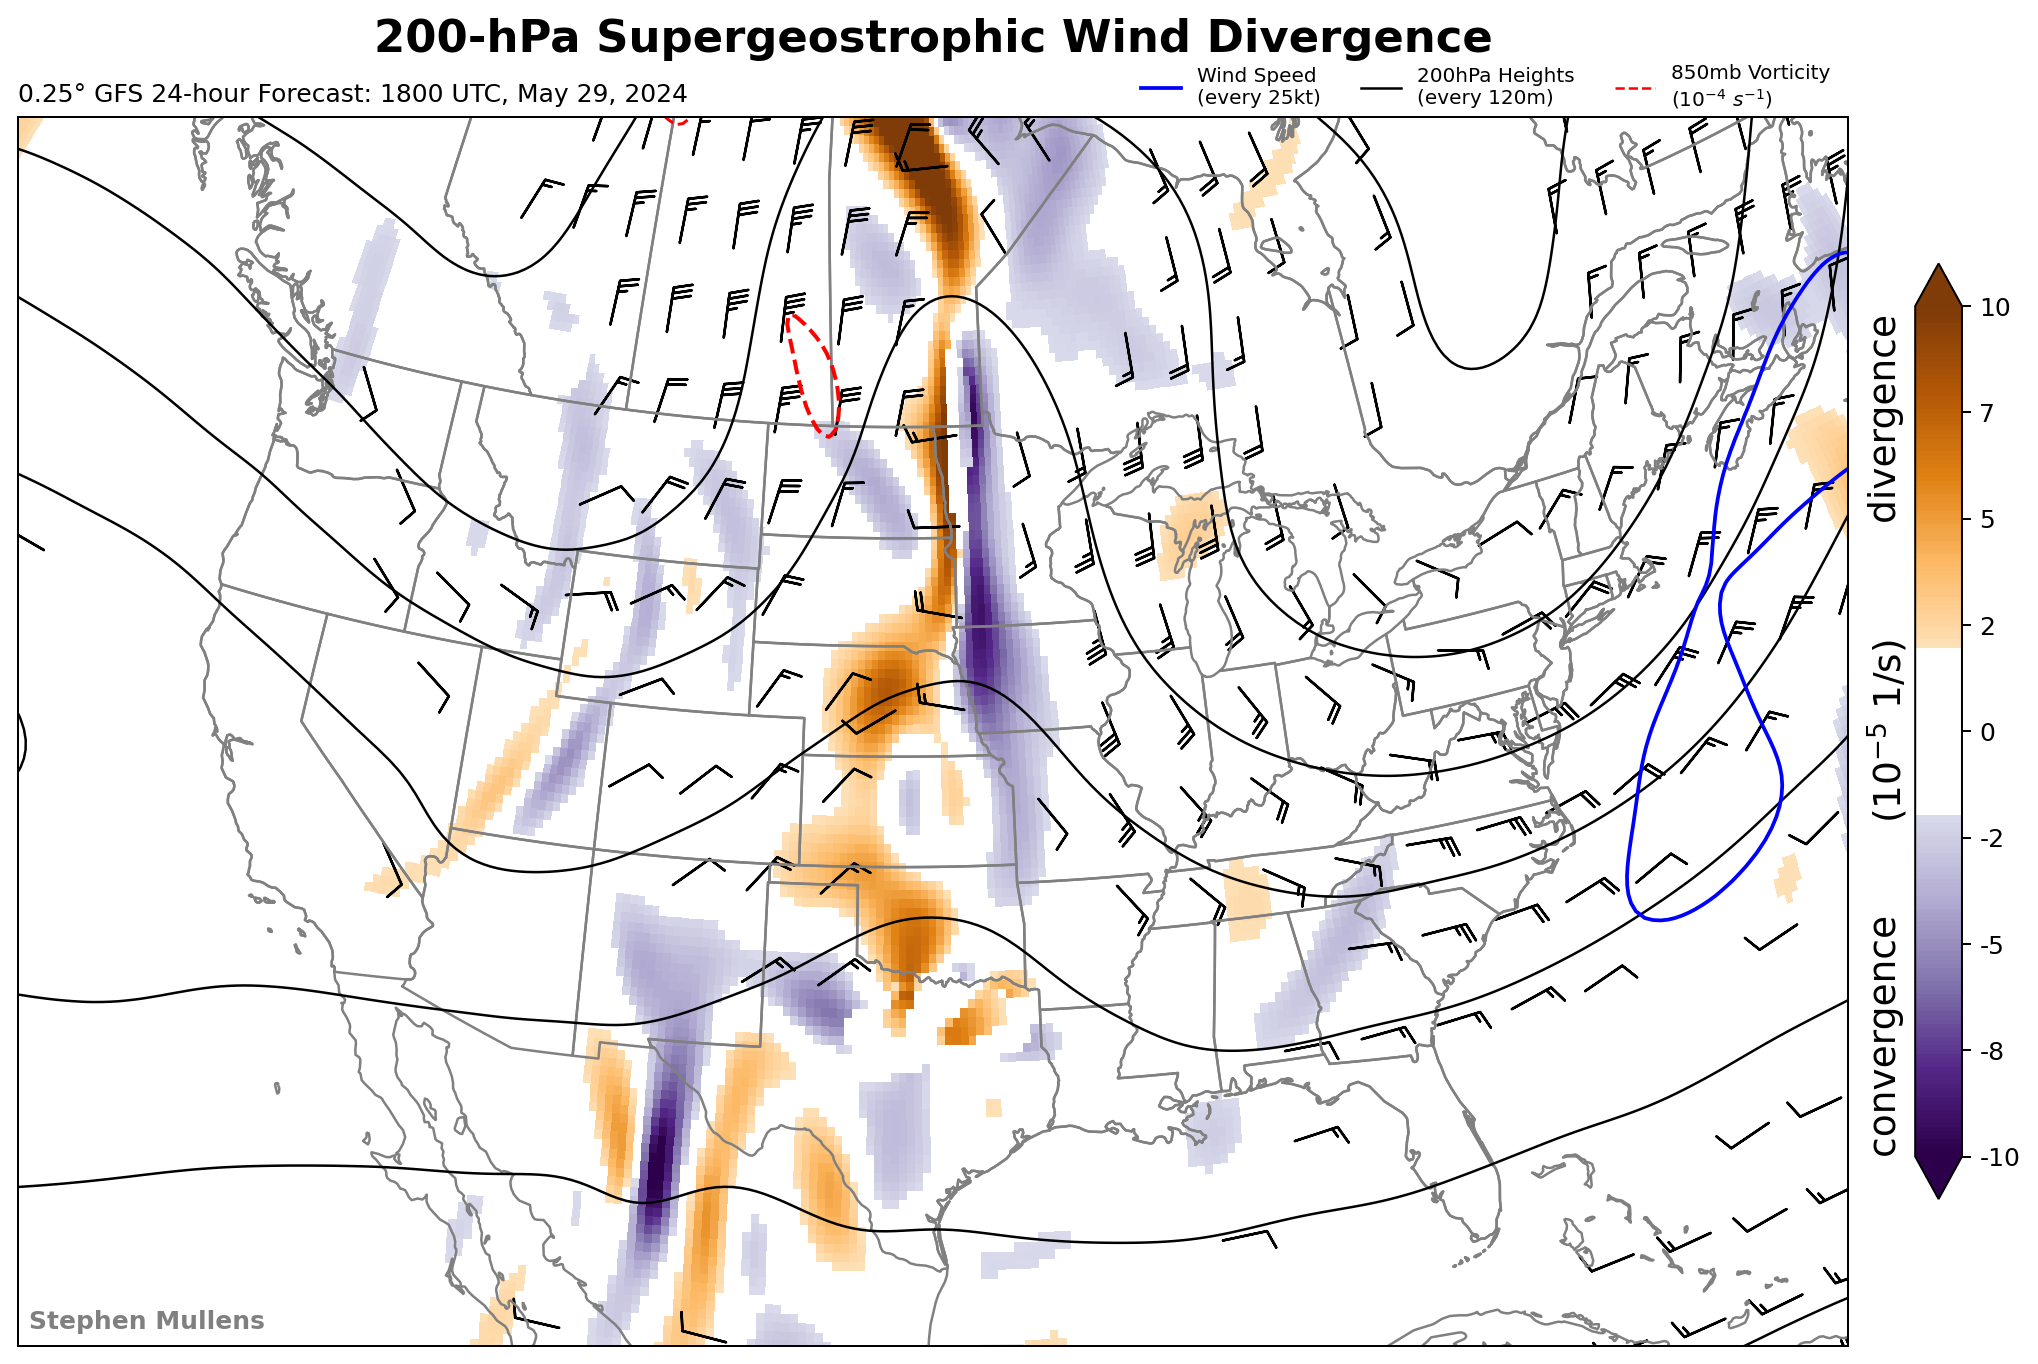 200-hPa Supergeostrophic Wind Divergence
0.25° GFS 24-hour Forecast: 1800 UTC, May 29, 2024
Wind Speed
(every 25kt)
200hPa Heights
(every 120m)
850mb Vorticity
(10⁻⁴ s⁻¹)
10
7
5
2
0
-2
-5
-8
-10
convergence (10⁻⁵ 1/s) divergence
Stephen Mullens